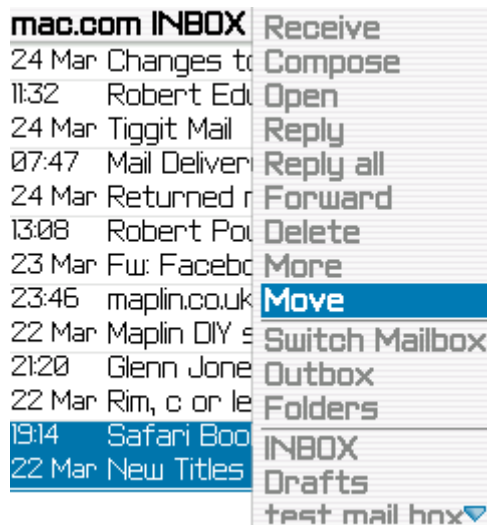 mac.com INBOX
24 Mar Changes to
11:32 Robert Edu
24 Mar Tiggit Mail
07:47 Mail Deliver
24 Mar Returned r
13:08 Robert Pou
23 Mar Fw: Facebo
23:46 maplin.co.uk
22 Mar Maplin DIY s
21:20 Glenn Jone
22 Mar Rim, c or le
19:14 Safari Boo
22 Mar New Titles
Receive
Compose
Open
Reply
Reply all
Forward
Delete
More
Move
Switch Mailbox
Outbox
Folders
INBOX
Drafts
test mail box